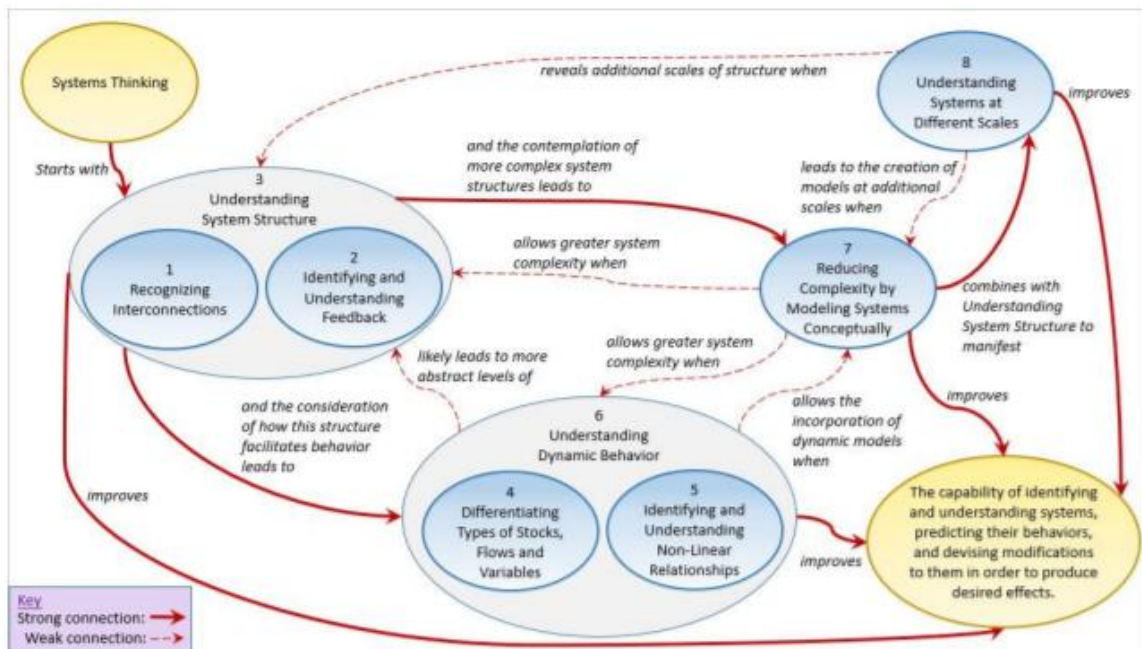 Systems Thinking
Starts with
reveals additional scales of structure when
8
Understanding
Systems at
Different Scales
improves
and the contemplation of
more complex system
structures leads to
leads to the creation of
models at additional
scales when
3
Understanding
System Structure
1
Recognizing
Interconnections
2
Identifying and
Understanding
Feedback
allows greater system
complexity when
7
Reducing
Complexity by
Modeling Systems
Conceptually
combines with
Understanding
System Structure to
manifest
likely leads to more
abstract levels of
allows greater system
complexity when
allows the
incorporation of
dynamic models
when
improves
and the consideration
of how this structure
facilitates behavior
leads to
6
Understanding
Dynamic Behavior
4
Differentiating
Types of Stocks,
Flows and
Variables
5
Identifying and
Understanding
Non-Linear
Relationships
improves
improves
The capability of identifying
and understanding systems,
predicting their behaviors,
and devising modifications
to them in order to produce
desired effects.
Key
Strong connection:
Weak connection: